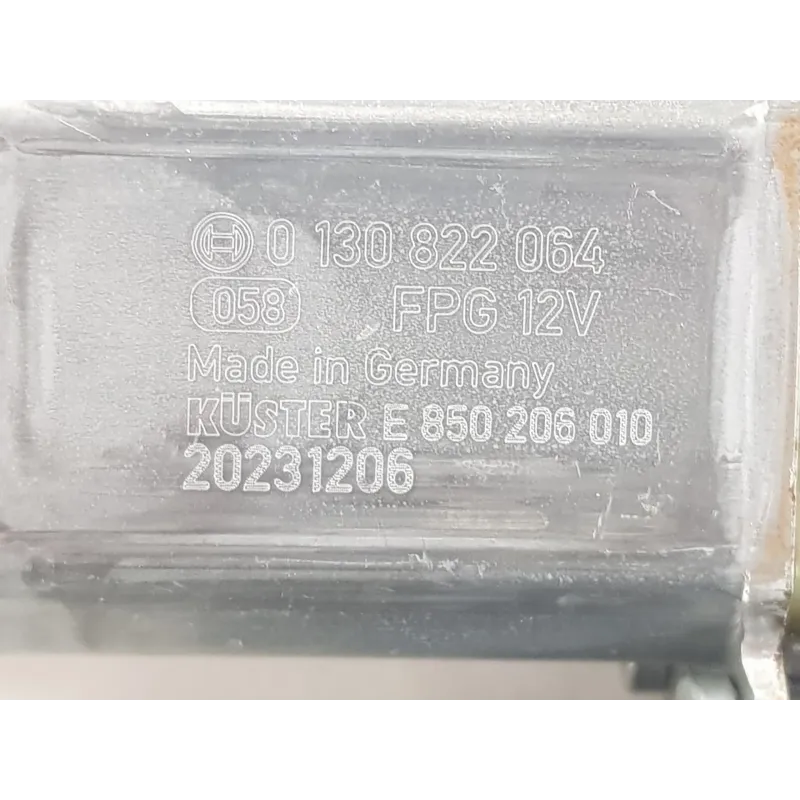 0 130 822 064
058 FPG 12V
Made in Germany
KÜSTER E 850 206 010
20231206